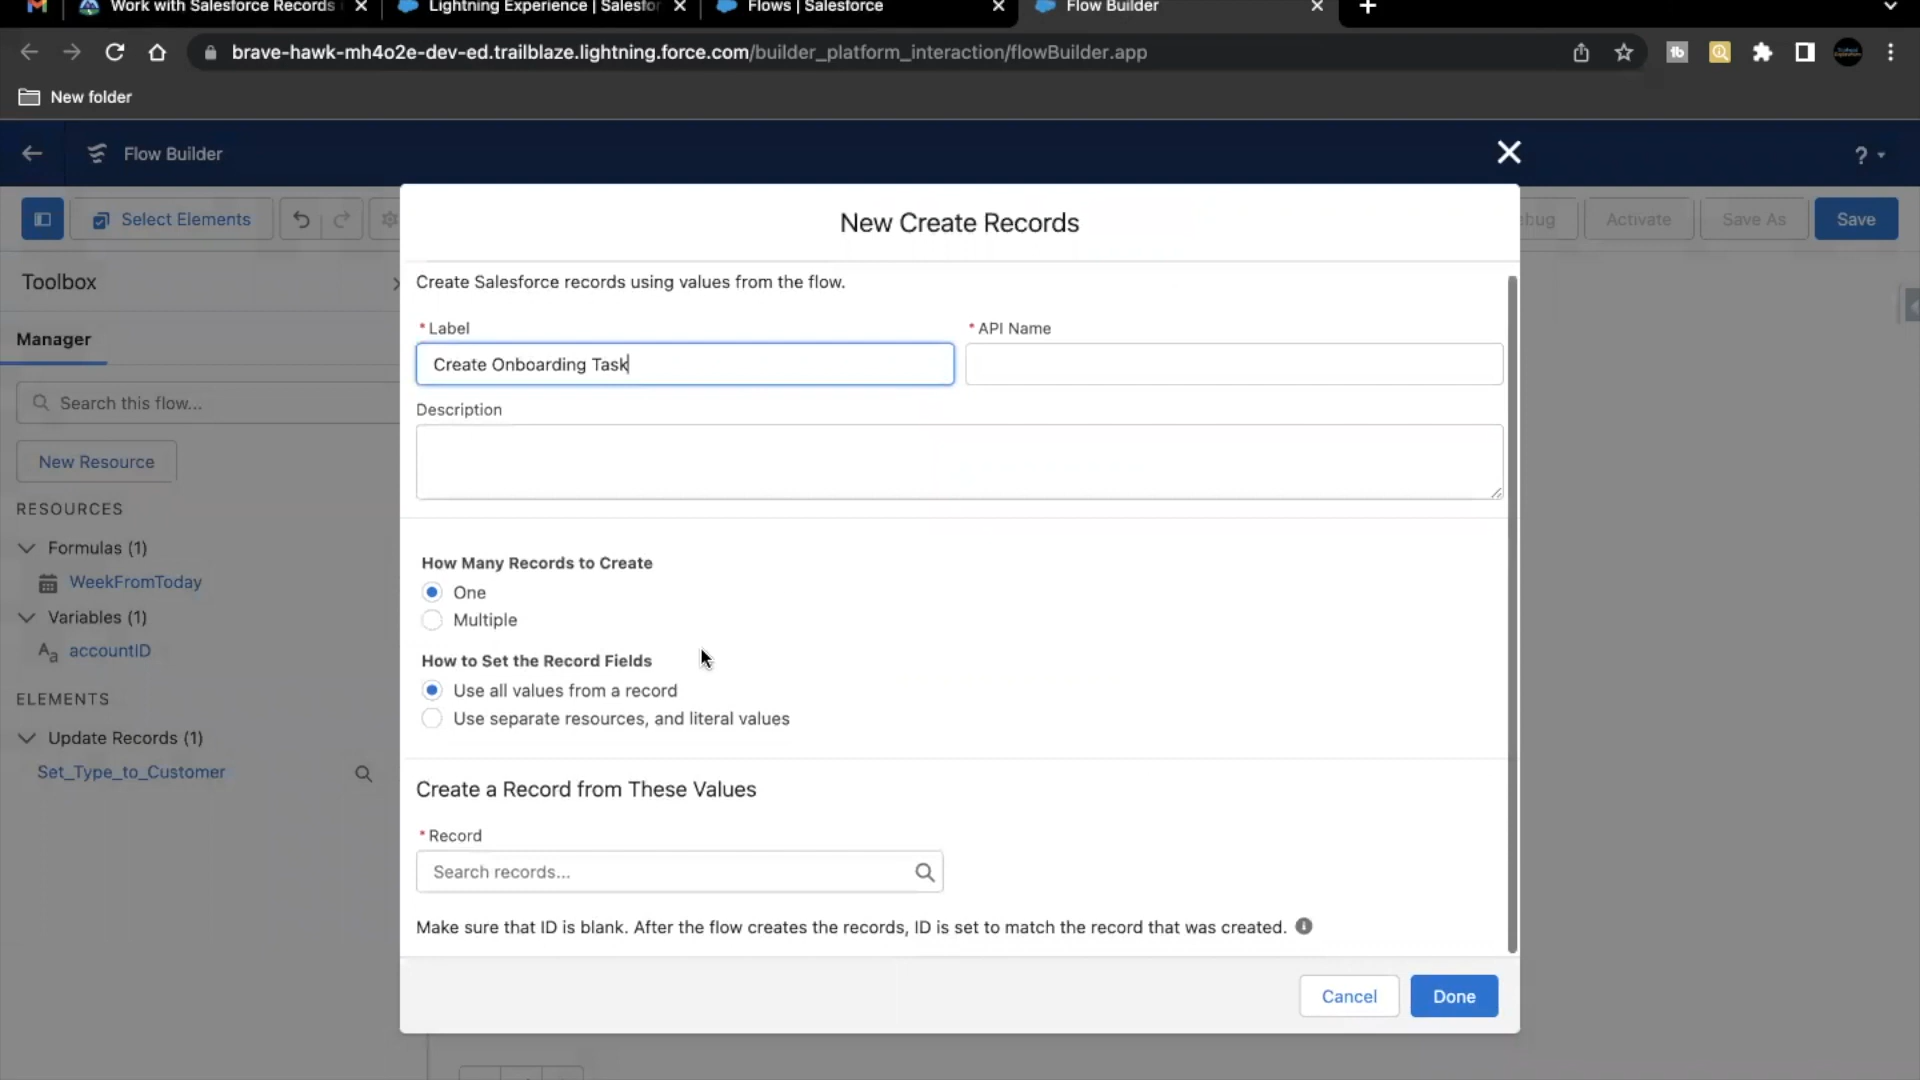 Work with Salesforce Records
Lightning Experience | Salesfor
Flows | Salesforce
Flow Builder
brave-hawk-mh4o2e-dev-ed.trailblaze.lightning.force.com/builder_platform_interaction/flowBuilder.app
New folder
Flow Builder
?
Select Elements
bug
Activate
Save As
Save
Toolbox
Manager
Search this flow...
New Resource
RESOURCES
Formulas (1)
WeekFromToday
Variables (1)
Aa accountID
ELEMENTS
Update Records (1)
Set_Type_to_Customer
New Create Records
Create Salesforce records using values from the flow.
* Label
* API Name
Create Onboarding Task
Description
How Many Records to Create
One
Multiple
How to Set the Record Fields
Use all values from a record
Use separate resources, and literal values
Create a Record from These Values
* Record
Search records...
Make sure that ID is blank. After the flow creates the records, ID is set to match the record that was created.
Cancel
Done